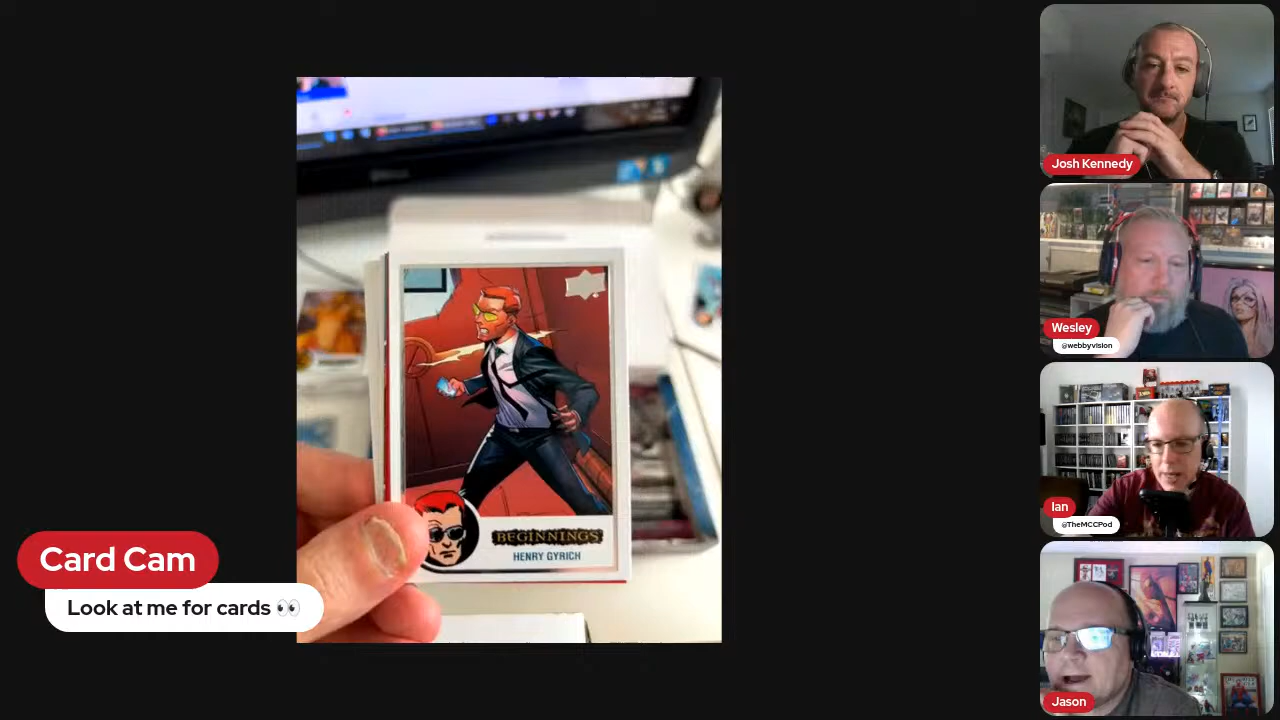 Josh Kennedy
Wesley
@webbyvision
Ian
@TheMCCPod
Jason
BEGINNINGS
HENRY GYRICH
Card Cam
Look at me for cards 👀